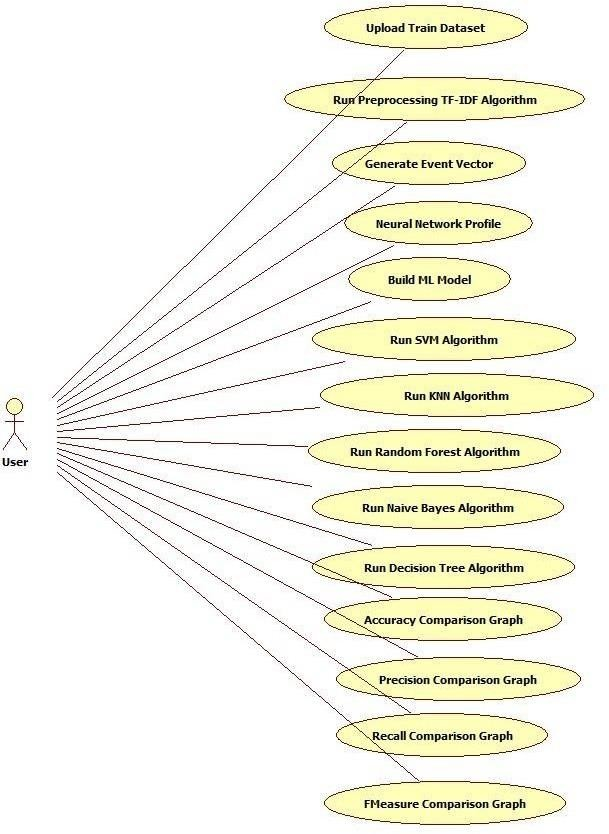 Upload Train Dataset
Run Preprocessing TF-IDF Algorithm
Generate Event Vector
Neural Network Profile
Build ML Model
Run SVM Algorithm
Run KNN Algorithm
User
Run Random Forest Algorithm
Run Naive Bayes Algorithm
Run Decision Tree Algorithm
Accuracy Comparison Graph
Precision Comparison Graph
Recall Comparison Graph
FMeasure Comparison Graph